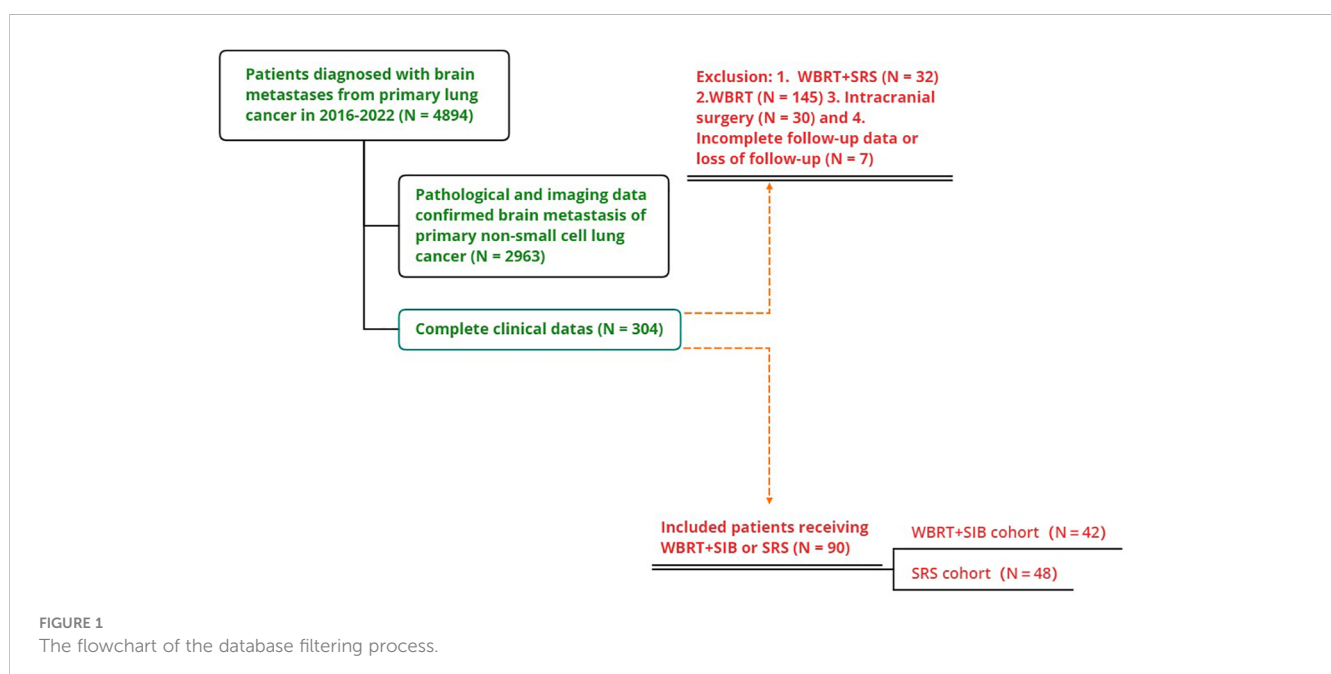 Patients diagnosed with brain
metastases from primary lung
cancer in 2016-2022 (N = 4894)
Exclusion: 1. WBRT+SRS (N = 32)
2.WBRT (N = 145) 3. Intracranial
surgery (N = 30) and 4.
Incomplete follow-up data or
loss of follow-up (N = 7)
Pathological and imaging data
confirmed brain metastasis of
primary non-small cell lung
cancer (N = 2963)
Complete clinical datas (N = 304)
Included patients receiving
WBRT+SIB or SRS (N = 90)
WBRT+SIB cohort (N = 42)
SRS cohort (N = 48)
FIGURE 1
The flowchart of the database filtering process.